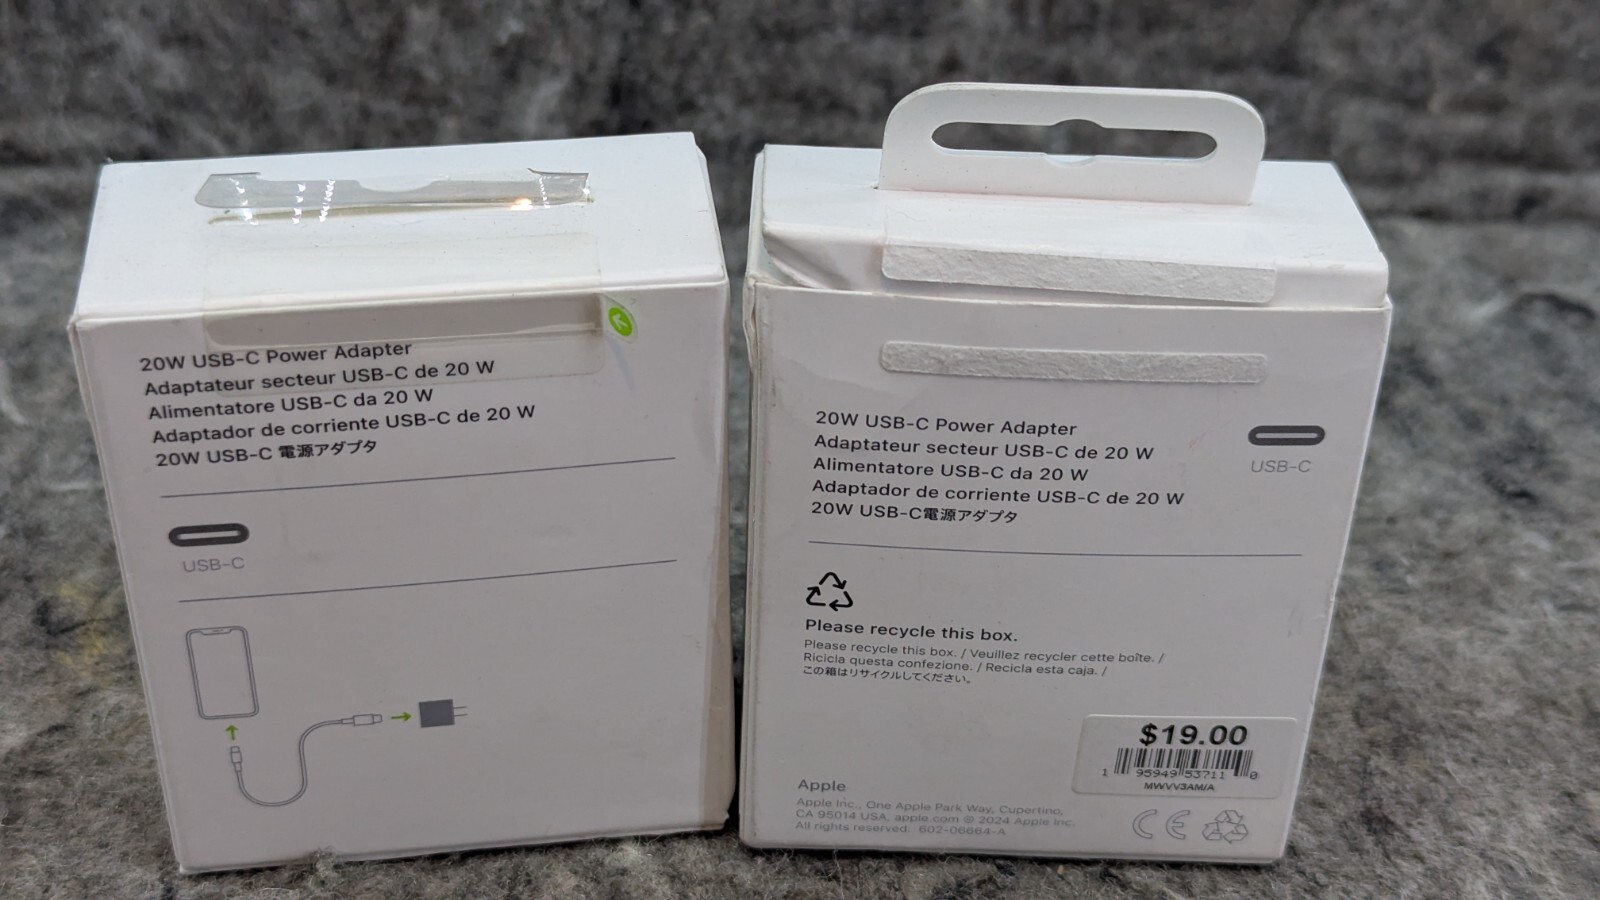 20W USB-C Power Adapter
Adaptateur secteur USB-C de 20 W
Alimentatore USB-C da 20 W
Adaptador de corriente USB-C de 20 W
20W USB-C 電源アダプタ
USB-C
20W USB-C Power Adapter
Adaptateur secteur USB-C de 20 W
Alimentatore USB-C da 20 W
Adaptador de corriente USB-C de 20 W
20W USB-C電源アダプタ
USB-C
Please recycle this box.
Please recycle this box. / Veuillez recycler cette boîte. /
Ricicla questa confezione. / Recicla esta caja. /
この箱はリサイクルしてください。
$19.00
1 95949 53711 0
MWVV3AM/A
Apple
Apple Inc., One Apple Park Way, Cupertino,
CA 95014 USA, apple.com © 2024 Apple Inc.
All rights reserved. 602-06664-A
CE